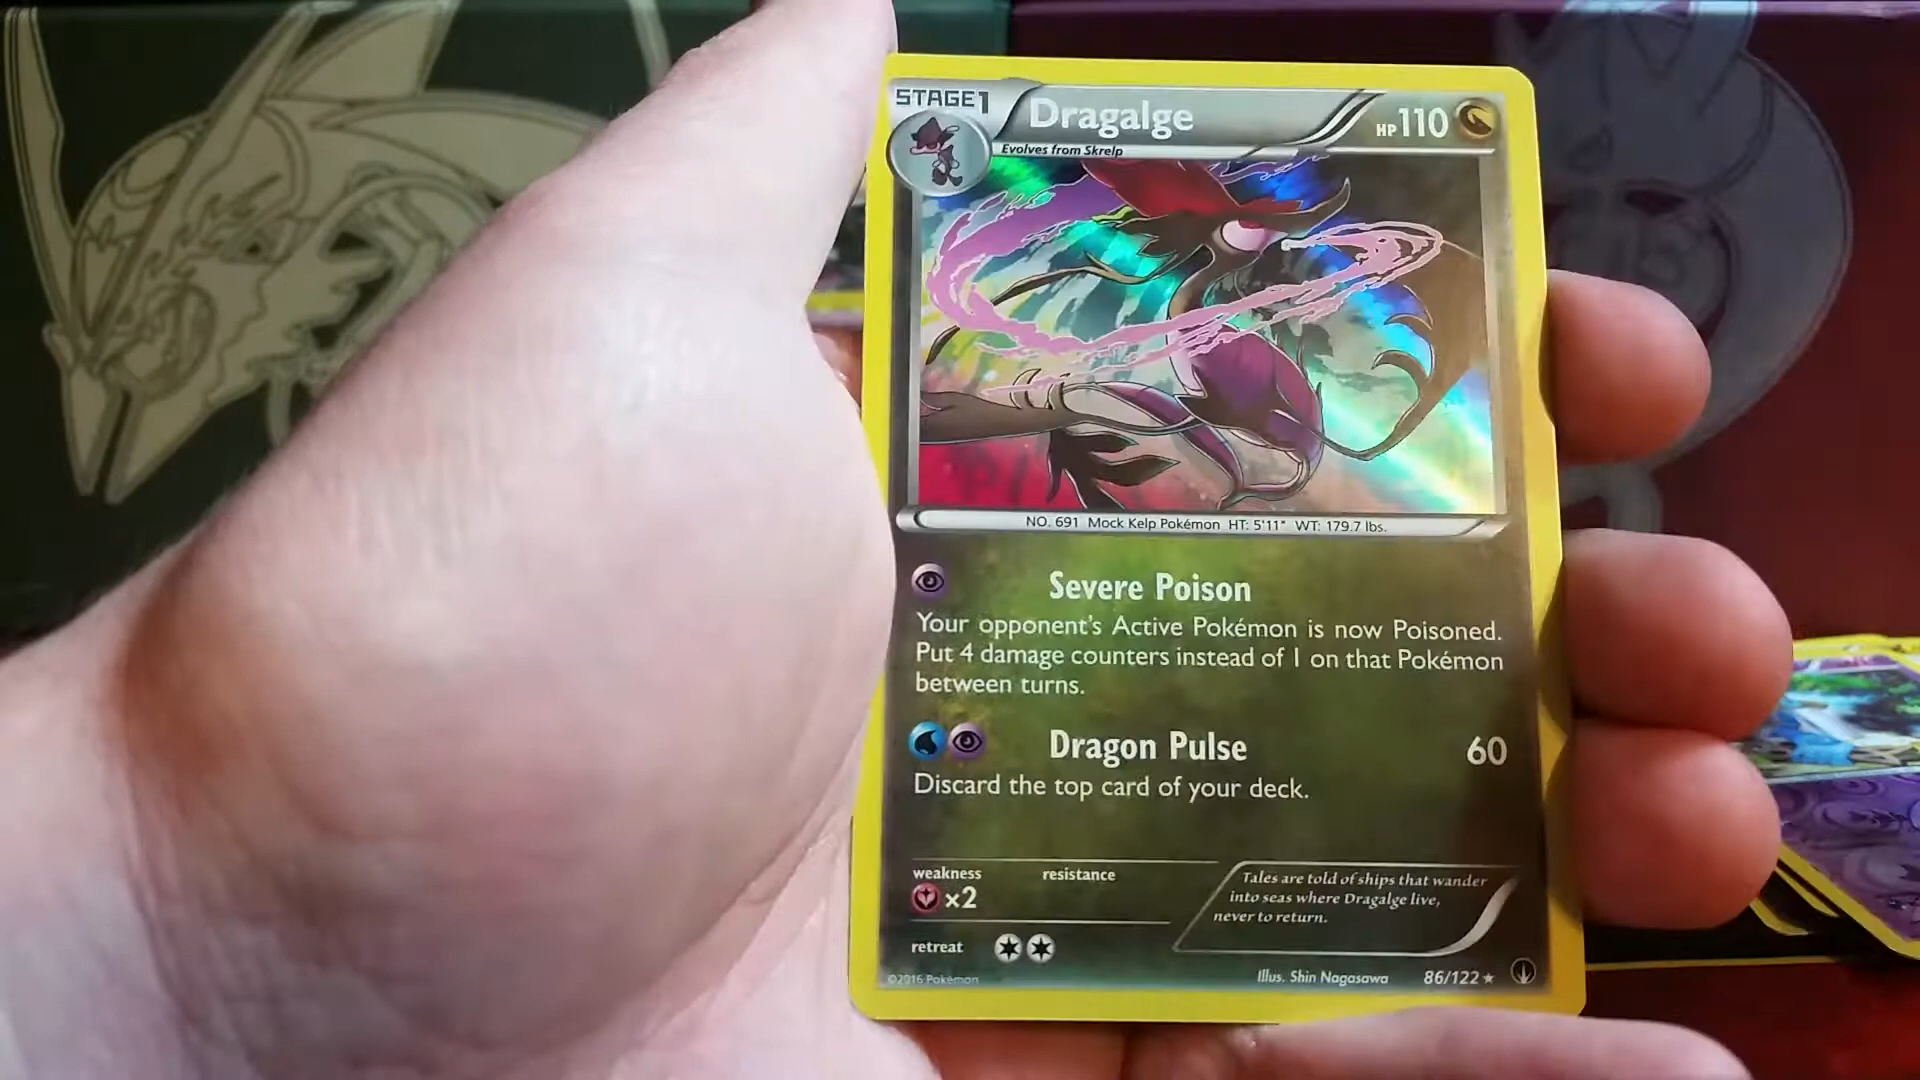 STAGE1
Dragalge
HP110
Evolves from Skrelp
NO. 691 Mock Kelp Pokémon HT: 5'11" WT: 179.7 lbs.
Severe Poison
Your opponent's Active Pokémon is now Poisoned.
Put 4 damage counters instead of 1 on that Pokémon
between turns.
Dragon Pulse 60
Discard the top card of your deck.
weakness resistance
×2
Tales are told of ships that wander
into seas where Dragalge live,
never to return.
retreat
©2016 Pokémon
Illus. Shin Nagasawa 86/122 ★